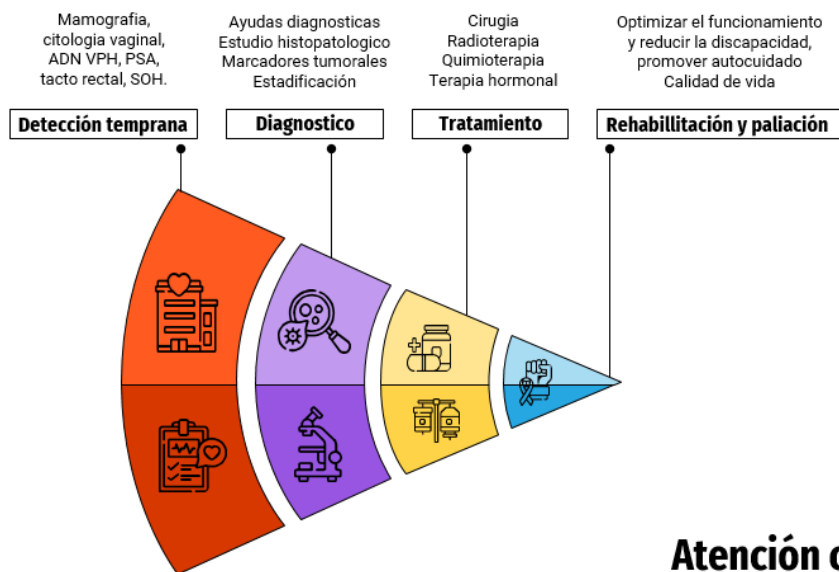 Mamografia,
citologia vaginal,
ADN VPH, PSA,
tacto rectal, SOH.
Detección temprana
Ayudas diagnosticas
Estudio histopatologico
Marcadores tumorales
Estadificación
Diagnostico
Cirugia
Radioterapia
Quimioterapia
Terapia hormonal
Tratamiento
Optimizar el funcionamiento
y reducir la discapacidad,
promover autocuidado
Calidad de vida
Rehabillitación y paliación
Atención